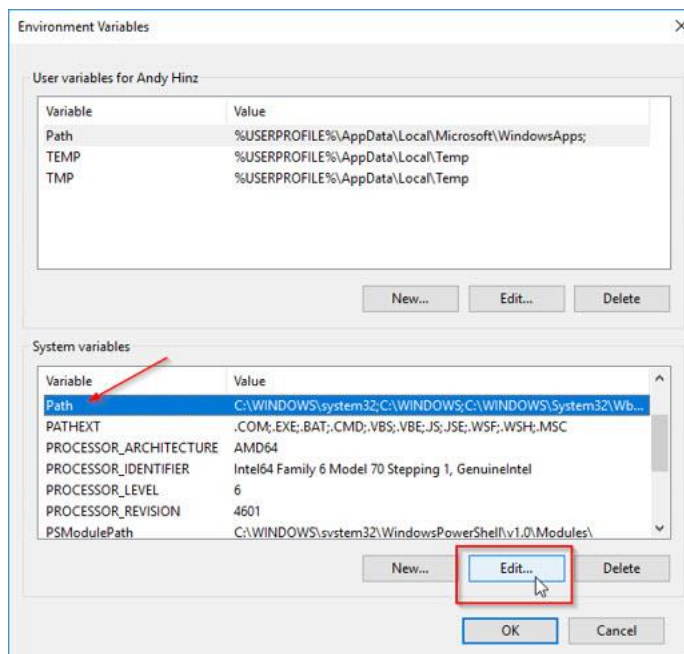 Environment Variables
User variables for Andy Hinz
Variable Value
Path %USERPROFILE%\AppData\Local\Microsoft\WindowsApps;
TEMP %USERPROFILE%\AppData\Local\Temp
TMP %USERPROFILE%\AppData\Local\Temp
New... Edit... Delete
System variables
Variable Value
Path C:\WINDOWS\system32;C:\WINDOWS;C:\WINDOWS\System32\Wb...
PATHEXT .COM;.EXE;.BAT;.CMD;.VBS;.VBE;.JS;.JSE;.WSF;.WSH;.MSC
PROCESSOR_ARCHITECTURE AMD64
PROCESSOR_IDENTIFIER Intel64 Family 6 Model 70 Stepping 1, GenuineIntel
PROCESSOR_LEVEL 6
PROCESSOR_REVISION 4601
PSModulePath C:\WINDOWS\system32\WindowsPowerShell\v1.0\Modules\
New... Edit... Delete
OK Cancel